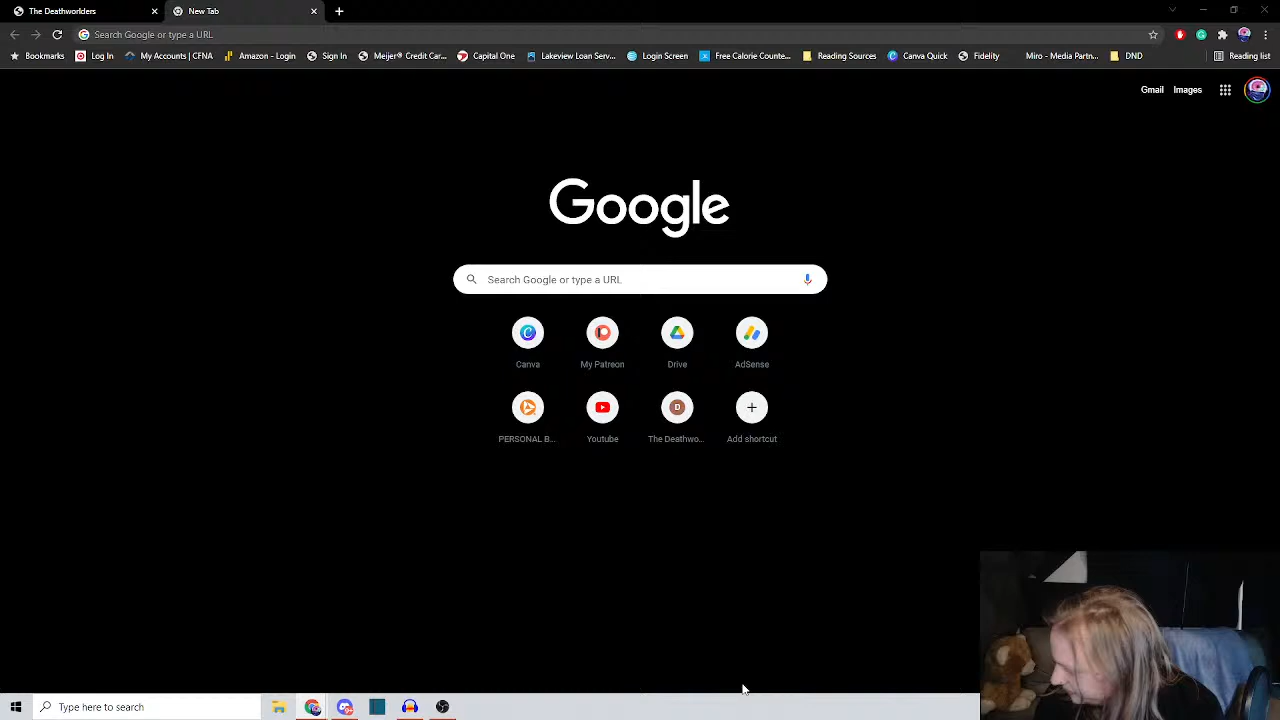 The Deathworlders
New Tab
Search Google or type a URL
Bookmarks
Log In
My Accounts | CFNA
Amazon - Login
Sign In
Meijer® Credit Car...
Capital One
Lakeview Loan Serv...
Login Screen
Free Calorie Counte...
Reading Sources
Canva Quick
Fidelity
Miro - Media Partn...
DND
Reading list
Gmail
Images
Google
Search Google or type a URL
Canva
My Patreon
Drive
AdSense
D
PERSONAL B...
Youtube
The Deathwo...
Add shortcut
Type here to search